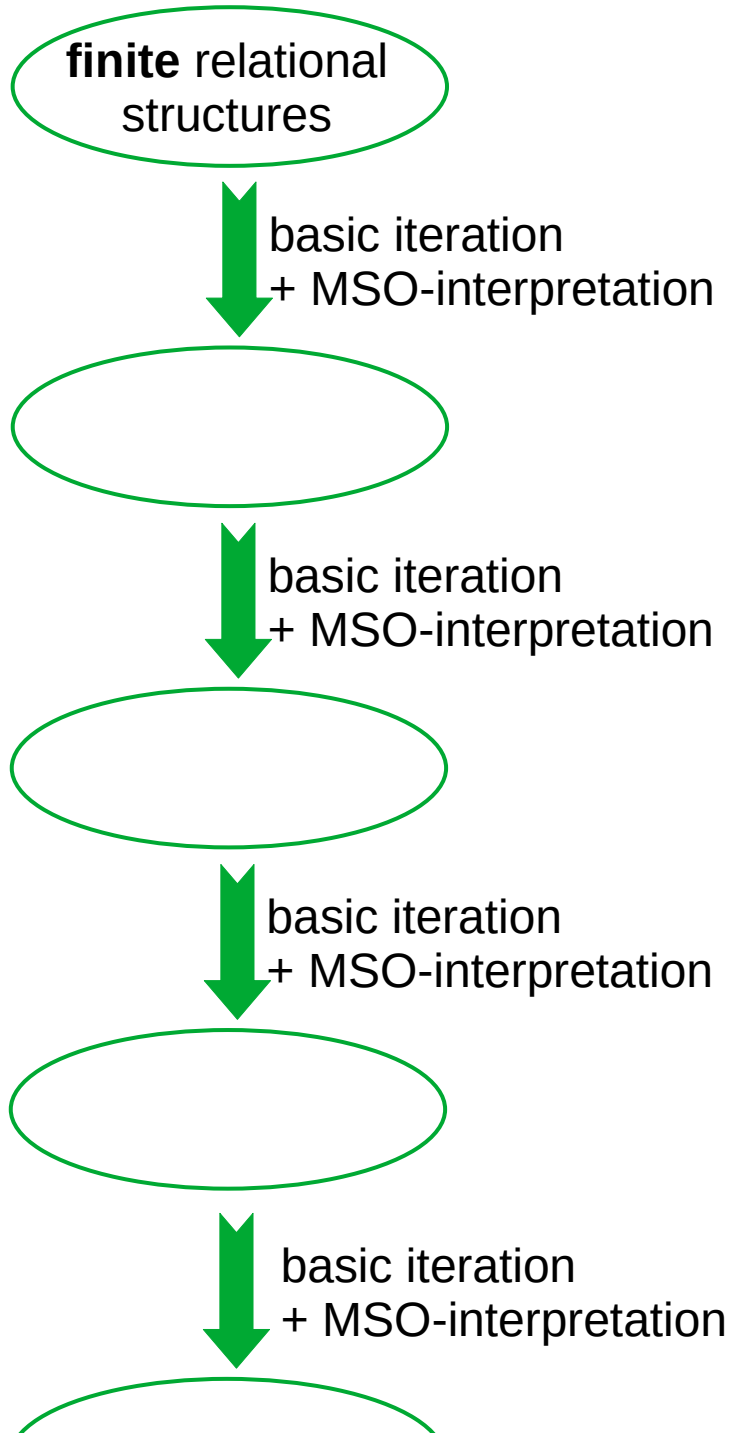 finite relational
structures
basic iteration
+ MSO-interpretation
basic iteration
+ MSO-interpretation
basic iteration
+ MSO-interpretation
basic iteration
+ MSO-interpretation